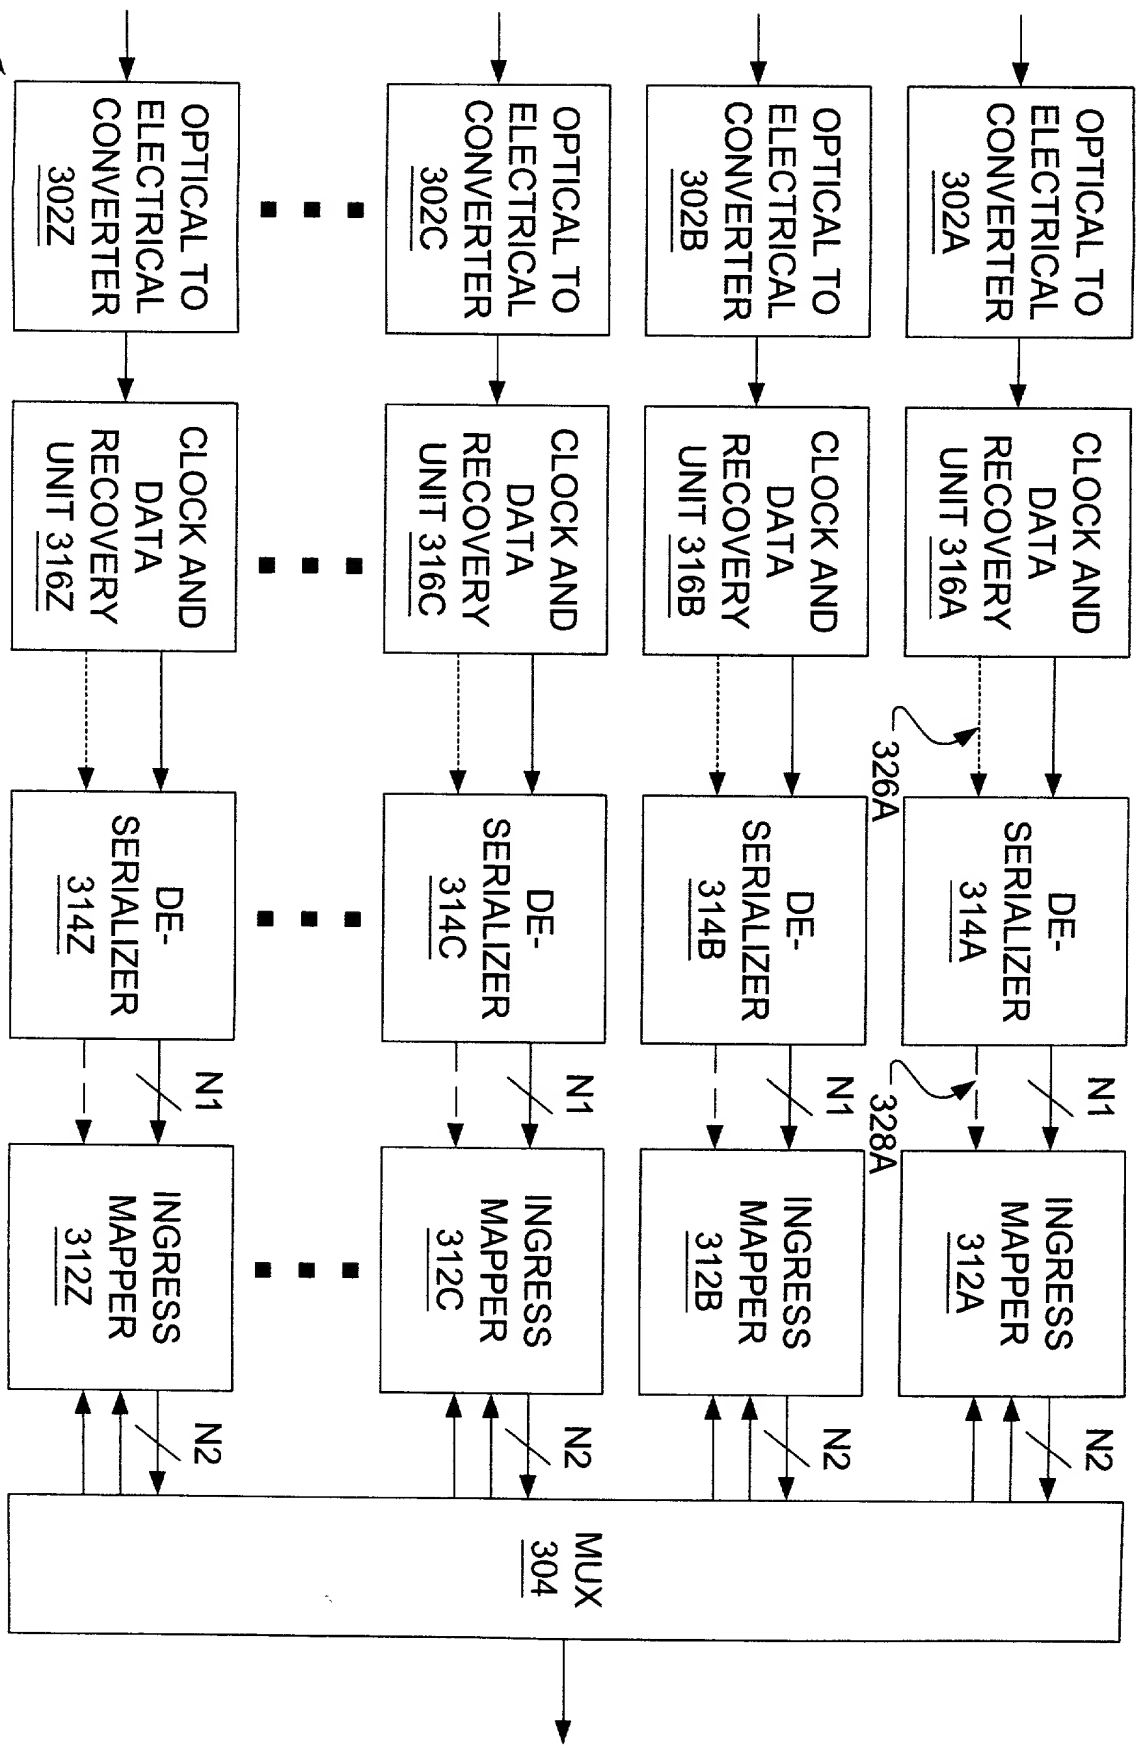 OPTICAL TO
ELECTRICAL
CONVERTER
302A
CLOCK AND
DATA
RECOVERY
UNIT 316A
326A
DE-
SERIALIZER
314A
N1
328A
INGRESS
MAPPER
312A
N2
OPTICAL TO
ELECTRICAL
CONVERTER
302B
CLOCK AND
DATA
RECOVERY
UNIT 316B
DE-
SERIALIZER
314B
N1
INGRESS
MAPPER
312B
N2
OPTICAL TO
ELECTRICAL
CONVERTER
302C
CLOCK AND
DATA
RECOVERY
UNIT 316C
DE-
SERIALIZER
314C
N1
INGRESS
MAPPER
312C
N2
OPTICAL TO
ELECTRICAL
CONVERTER
302Z
CLOCK AND
DATA
RECOVERY
UNIT 316Z
DE-
SERIALIZER
314Z
N1
INGRESS
MAPPER
312Z
N2
MUX
304